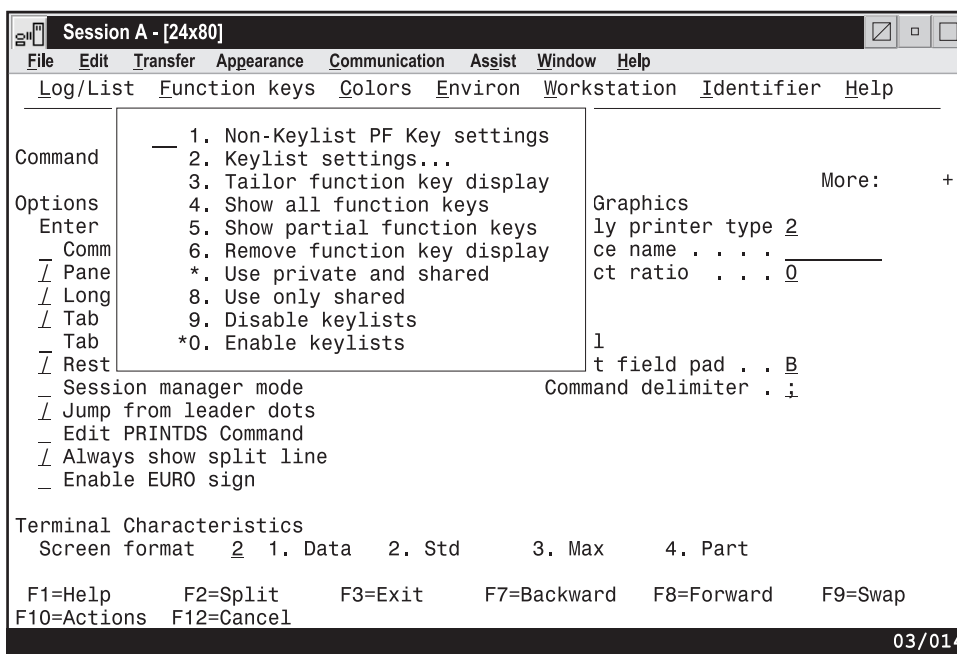 Session A - [24x80]
File Edit Transfer Appearance Communication Assist Window Help
Log/List Function keys Colors Environ Workstation Identifier Help
1. Non-Keylist PF Key settings
Command 2. Keylist settings...
3. Tailor function key display More: +
Options 4. Show all function keys Graphics
Enter 5. Show partial function keys ly printer type 2
_ Comm 6. Remove function key display ce name . . . . ________
/ Pane *. Use private and shared ct ratio . . . 0
/ Long 8. Use only shared
/ Tab 9. Disable keylists
_ Tab *0. Enable keylists l
/ Rest t field pad . . B
_ Session manager mode Command delimiter . ;
/ Jump from leader dots
_ Edit PRINTDS Command
/ Always show split line
_ Enable EURO sign
Terminal Characteristics
Screen format 2 1. Data 2. Std 3. Max 4. Part
F1=Help F2=Split F3=Exit F7=Backward F8=Forward F9=Swap
F10=Actions F12=Cancel
03/014